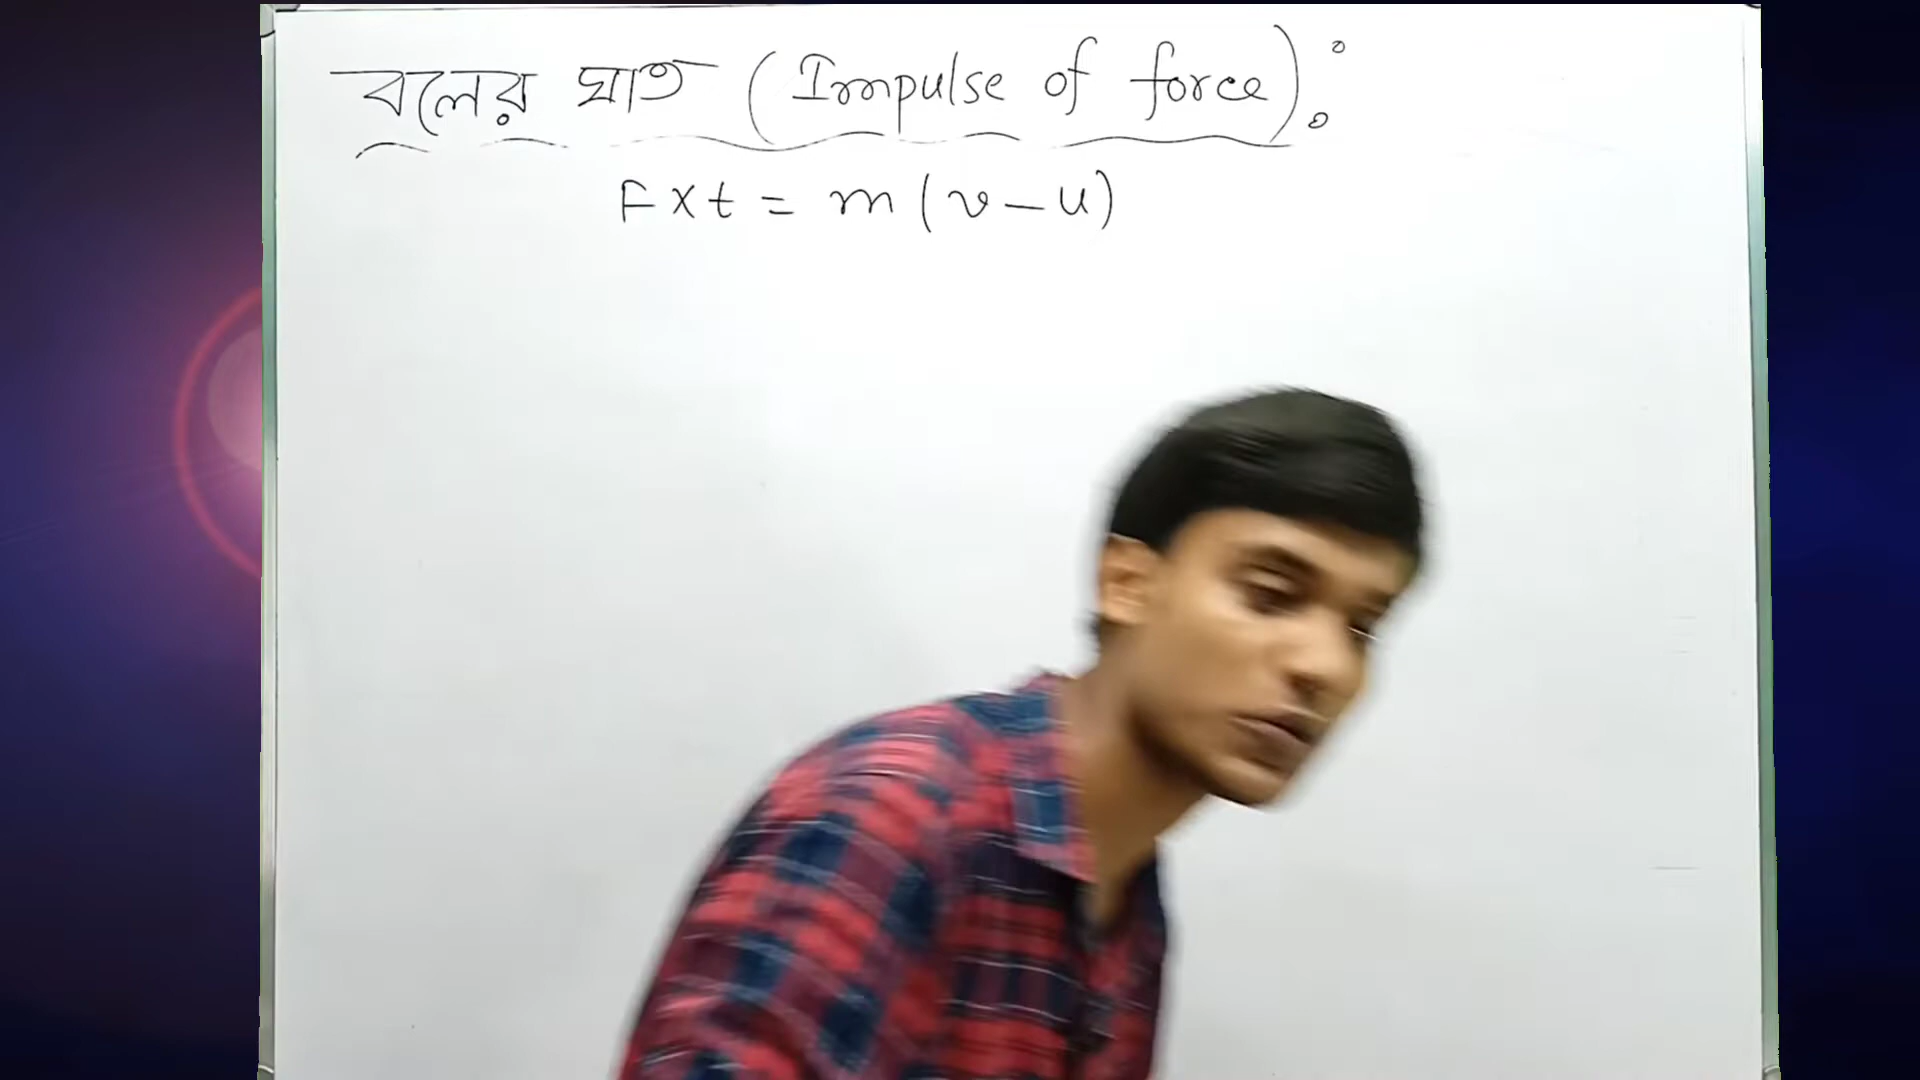 বলের ঘাত (Impulse of force):
F x t = m (v - u)